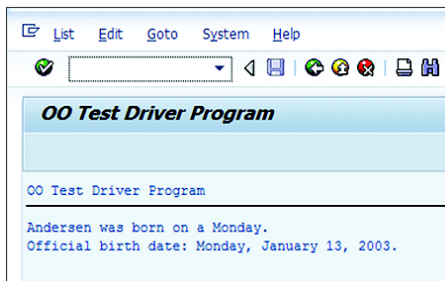 List Edit Goto System Help
OO Test Driver Program
OO Test Driver Program
Andersen was born on a Monday.
Official birth date: Monday, January 13, 2003.